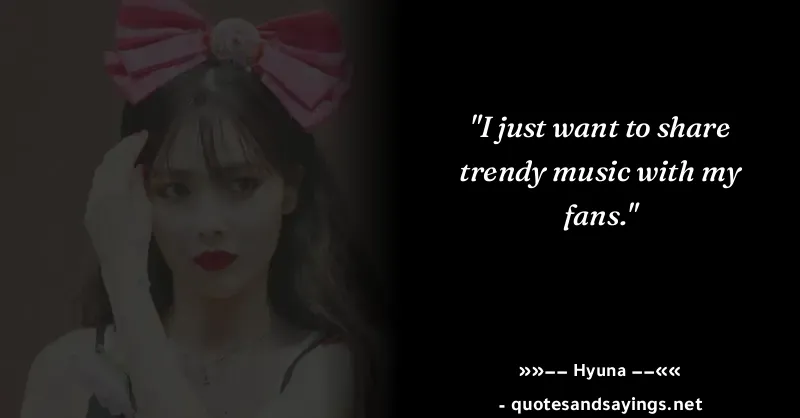 "I just want to share
trendy music with my
fans."
»»−− Hyuna −−««
- quotesandsayings.net